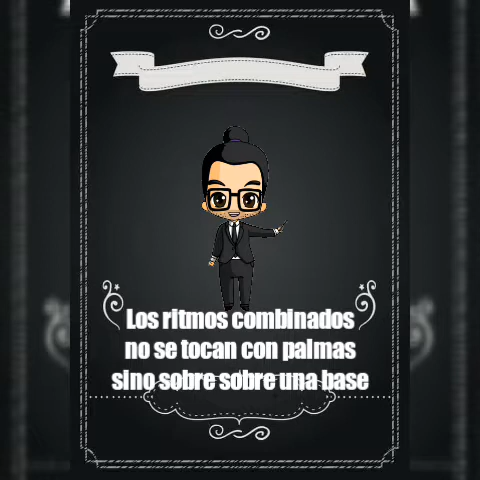 Los ritmos combinados
no se tocan con palmas
sino sobre sobre una base